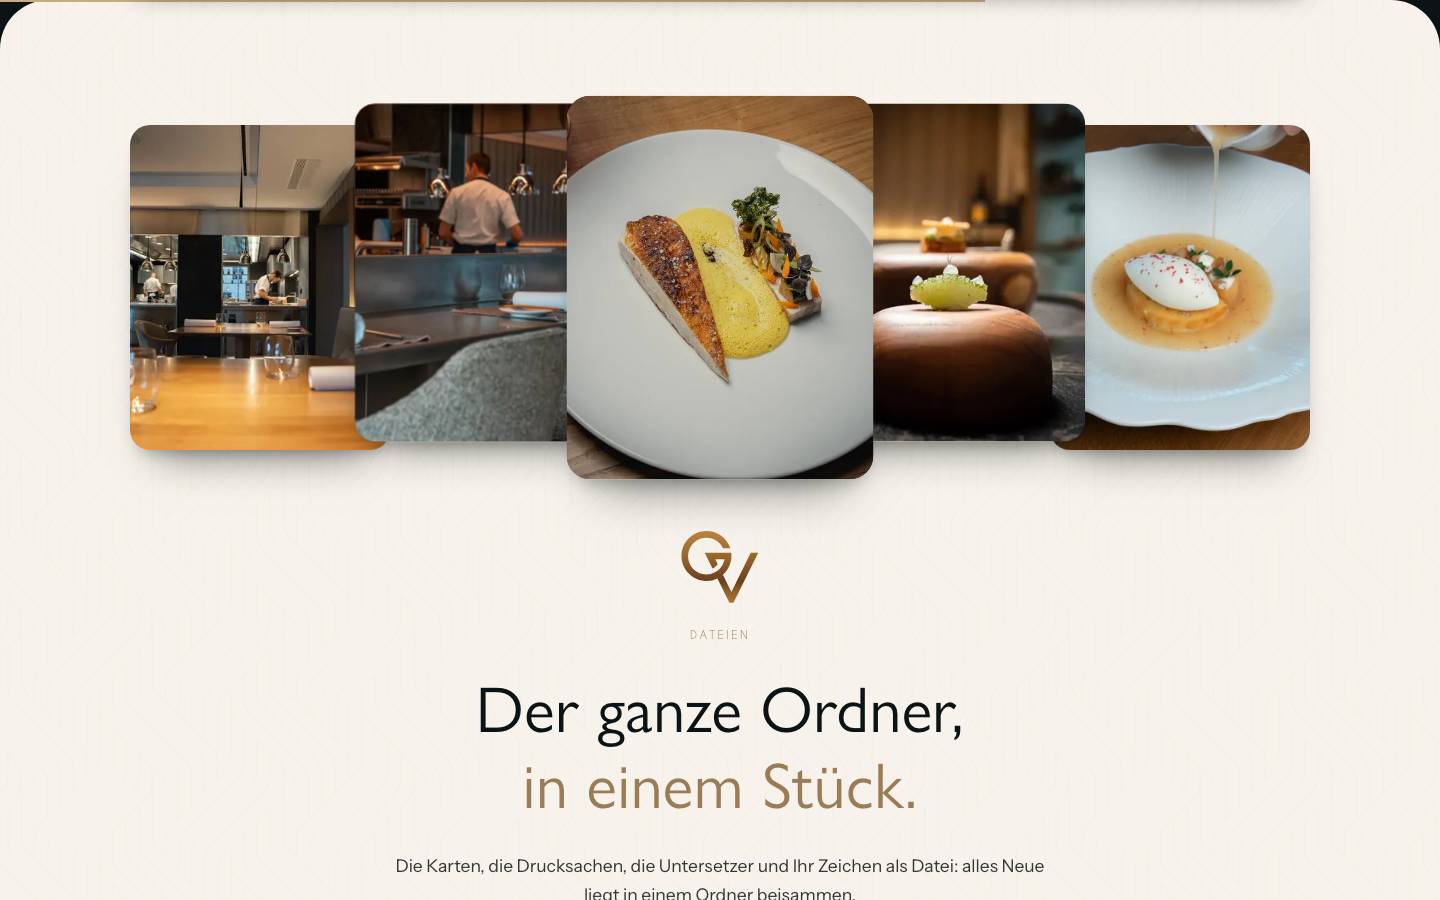 GV
DATEIEN
Der ganze Ordner,
in einem Stück.
Die Karten, die Drucksachen, die Untersetzer und Ihr Zeichen als Datei: alles Neue
liegt in einem Ordner beisammen.